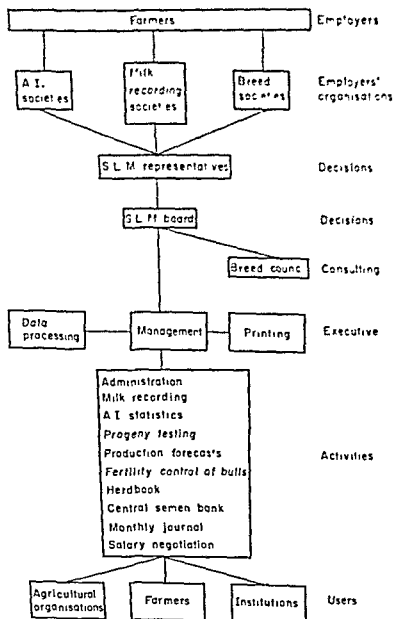 Farmers Employers
A.I. societies
Milk recording societies
Breed societies
Employers' organisations
S.L.M representatives Decisions
S.L.M board Decisions
Breed counc. Consulting
Data processing
Management
Printing
Executive
Administration
Milk recording
A.I statistics
Progeny testing
Production forecasts
Fertility control of bulls
Herdbook
Central semen bank
Monthly journal
Salary negotiation
Activities
Agricultural organisations
Farmers
Institutions
Users